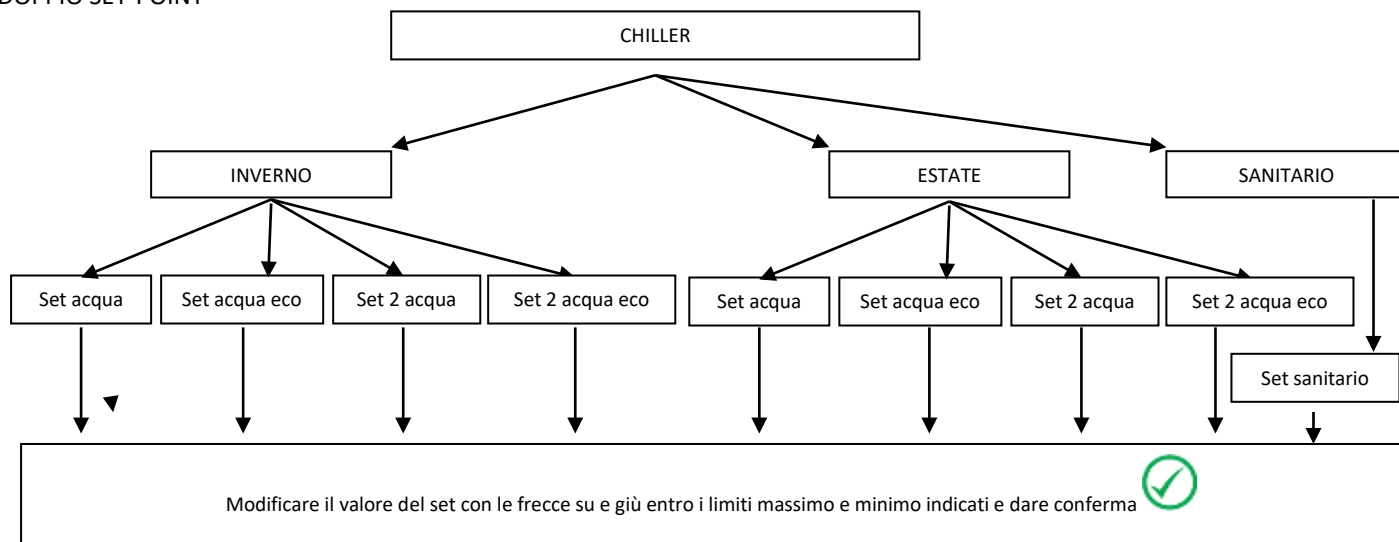 DOPPIO SET POINT
CHILLER
INVERNO
ESTATE
SANITARIO
Set acqua
Set acqua eco
Set 2 acqua
Set 2 acqua eco
Set acqua
Set acqua eco
Set 2 acqua
Set 2 acqua eco
Set sanitario
Modificare il valore del set con le frecce su e giù entro i limiti massimo e minimo indicati e dare conferma